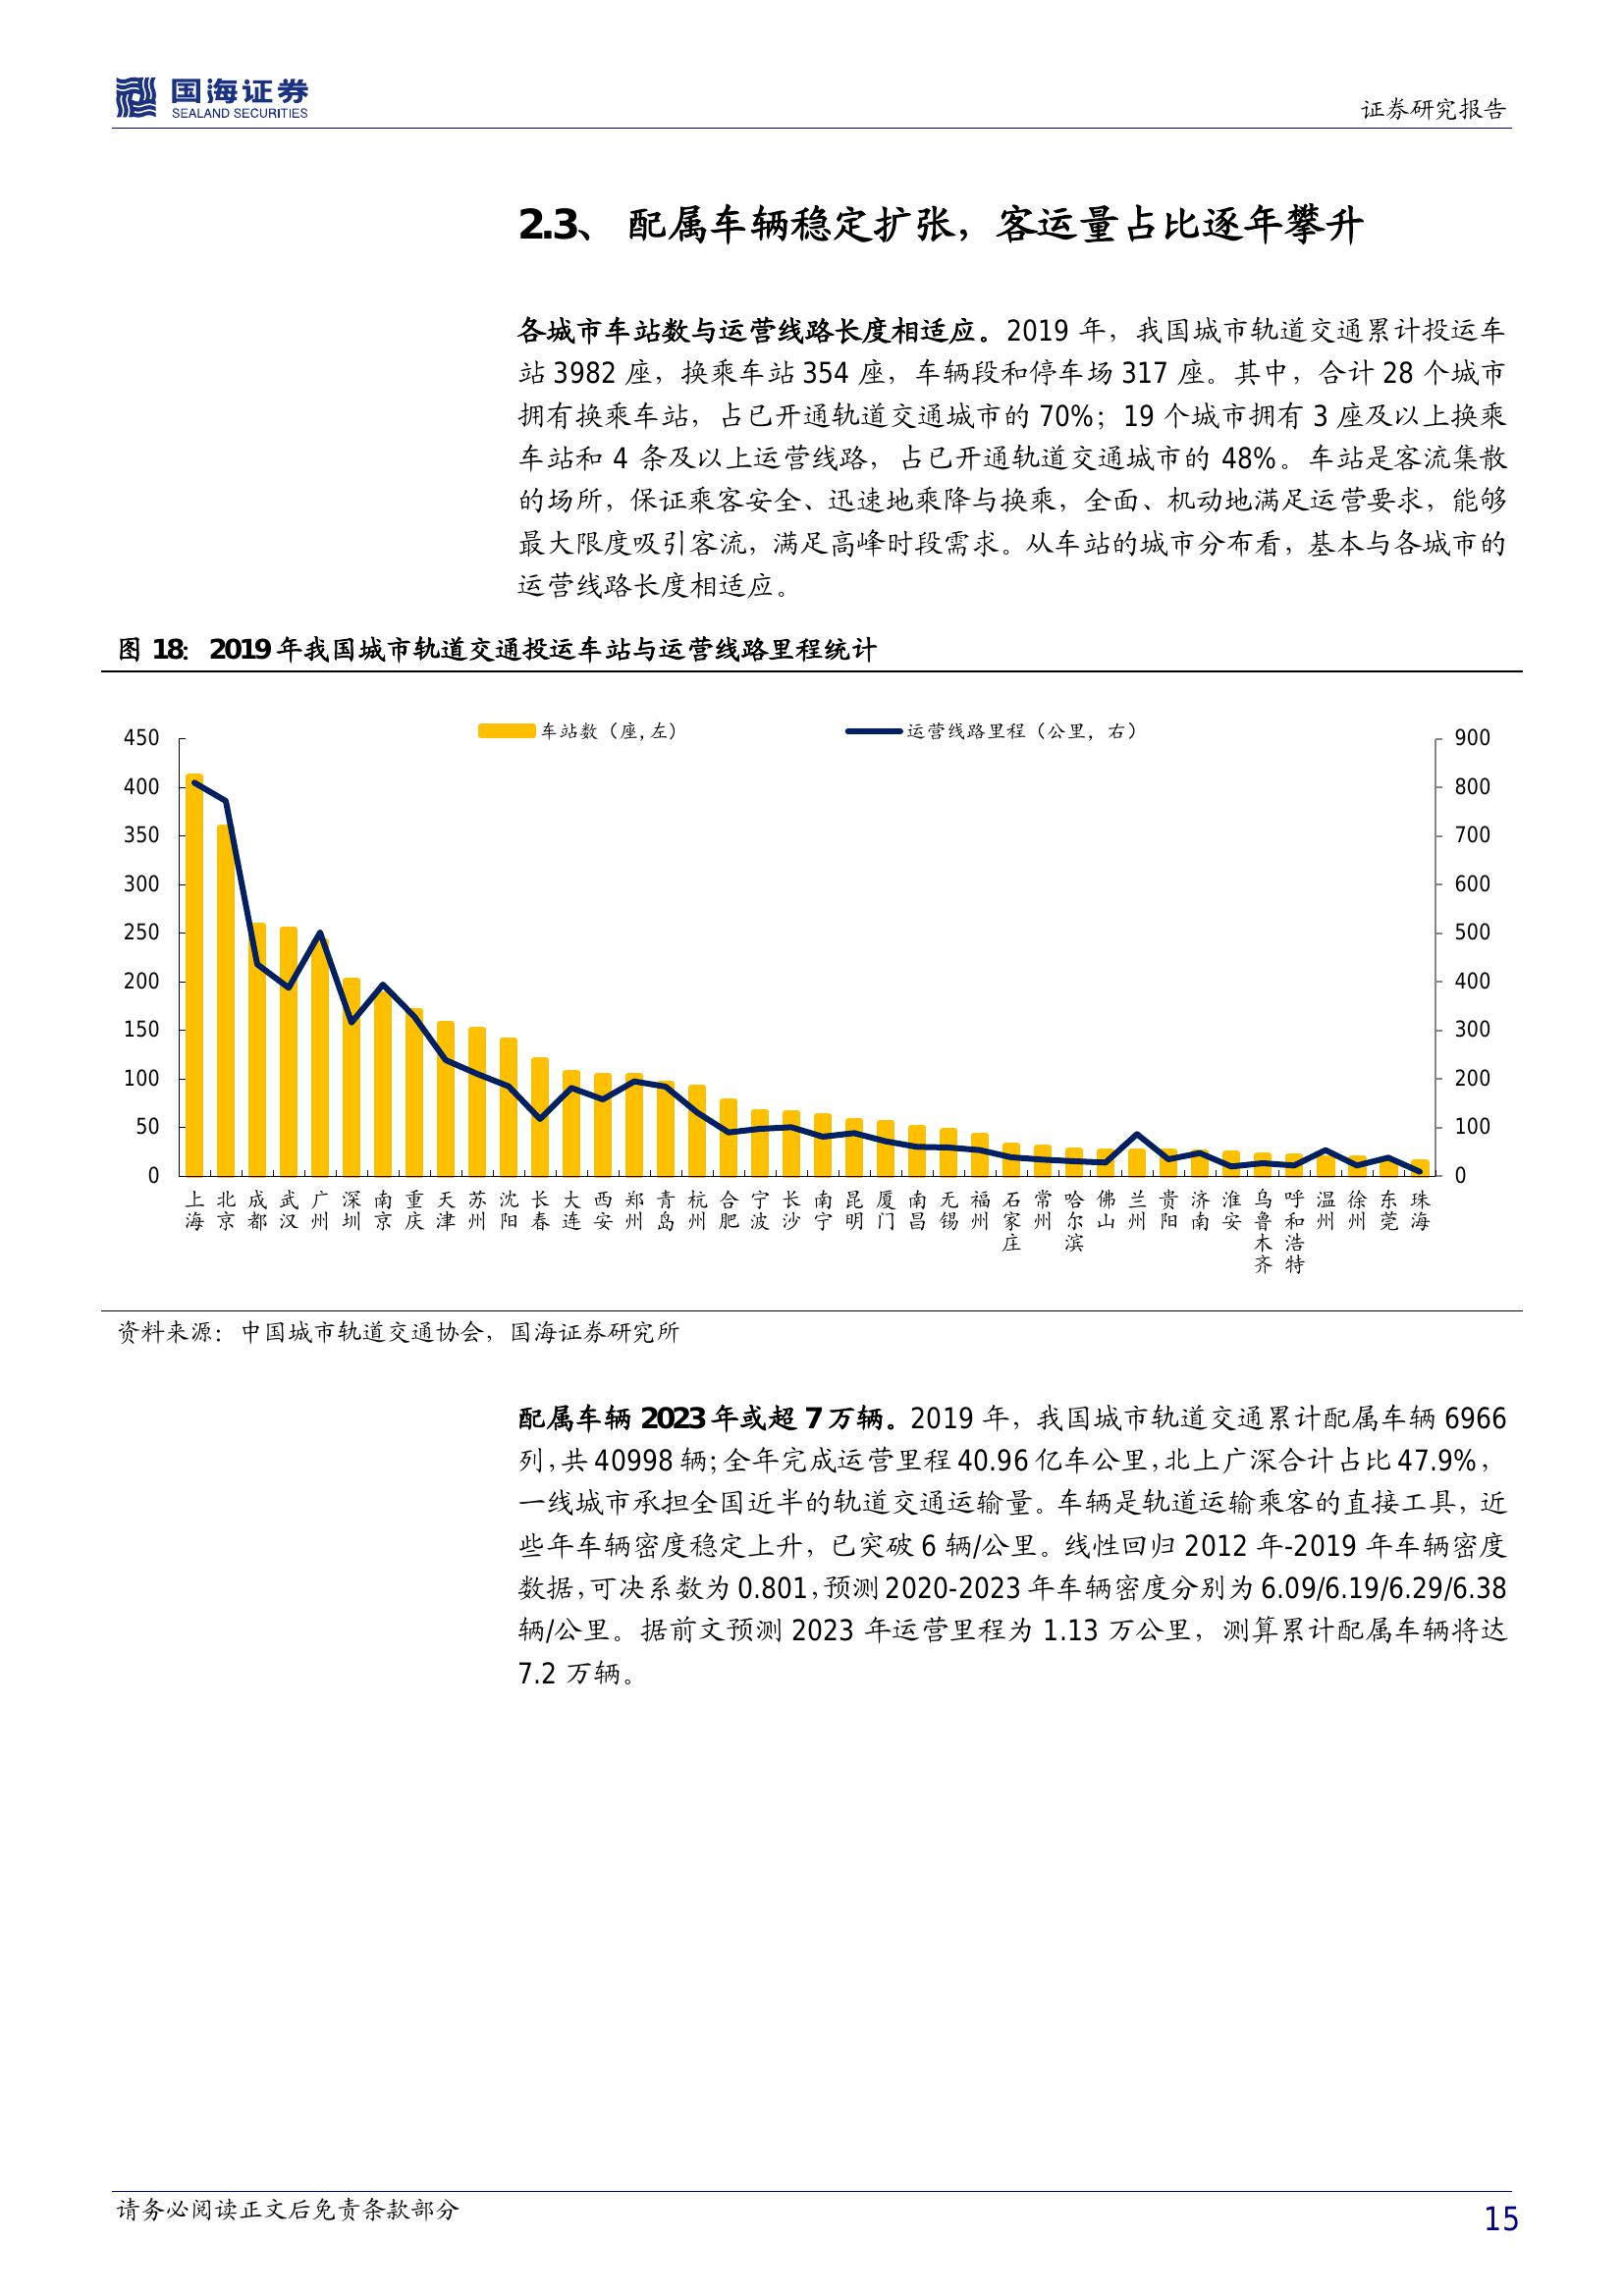 国海证券
SEALAND SECURITIES
证券研究报告
2.3、 配属车辆稳定扩张，客运量占比逐年攀升
各城市车站数与运营线路长度相适应。2019 年，我国城市轨道交通累计投运车
站 3982 座，换乘车站 354 座，车辆段和停车场 317 座。其中，合计 28 个城市
拥有换乘车站，占已开通轨道交通城市的 70%；19 个城市拥有 3 座及以上换乘
车站和 4 条及以上运营线路，占已开通轨道交通城市的 48%。车站是客流集散
的场所，保证乘客安全、迅速地乘降与换乘，全面、机动地满足运营要求，能够
最大限度吸引客流，满足高峰时段需求。从车站的城市分布看，基本与各城市的
运营线路长度相适应。
图 18：2019 年我国城市轨道交通投运车站与运营线路里程统计
车站数（座,左）
运营线路里程（公里，右）
450
400
350
300
250
200
150
100
50
0
900
800
700
600
500
400
300
200
100
0
上海
北京
成都
武汉
广州
深圳
南京
重庆
天津
苏州
沈阳
长春
大连
西安
郑州
青岛
杭州
合肥
宁波
长沙
南宁
昆明
厦门
南昌
无锡
福州
石家庄
常州
哈尔滨
佛山
兰州
贵阳
济南
淮安
乌鲁木齐
呼和浩特
温州
徐州
东莞
珠海
资料来源：中国城市轨道交通协会，国海证券研究所
配属车辆 2023 年或超 7 万辆。2019 年，我国城市轨道交通累计配属车辆 6966
列，共 40998 辆；全年完成运营里程 40.96 亿车公里，北上广深合计占比 47.9%，
一线城市承担全国近半的轨道交通运输量。车辆是轨道运输乘客的直接工具，近
些年车辆密度稳定上升，已突破 6 辆/公里。线性回归 2012 年-2019 年车辆密度
数据，可决系数为 0.801，预测 2020-2023 年车辆密度分别为 6.09/6.19/6.29/6.38
辆/公里。据前文预测 2023 年运营里程为 1.13 万公里，测算累计配属车辆将达
7.2 万辆。
请务必阅读正文后免责条款部分
15